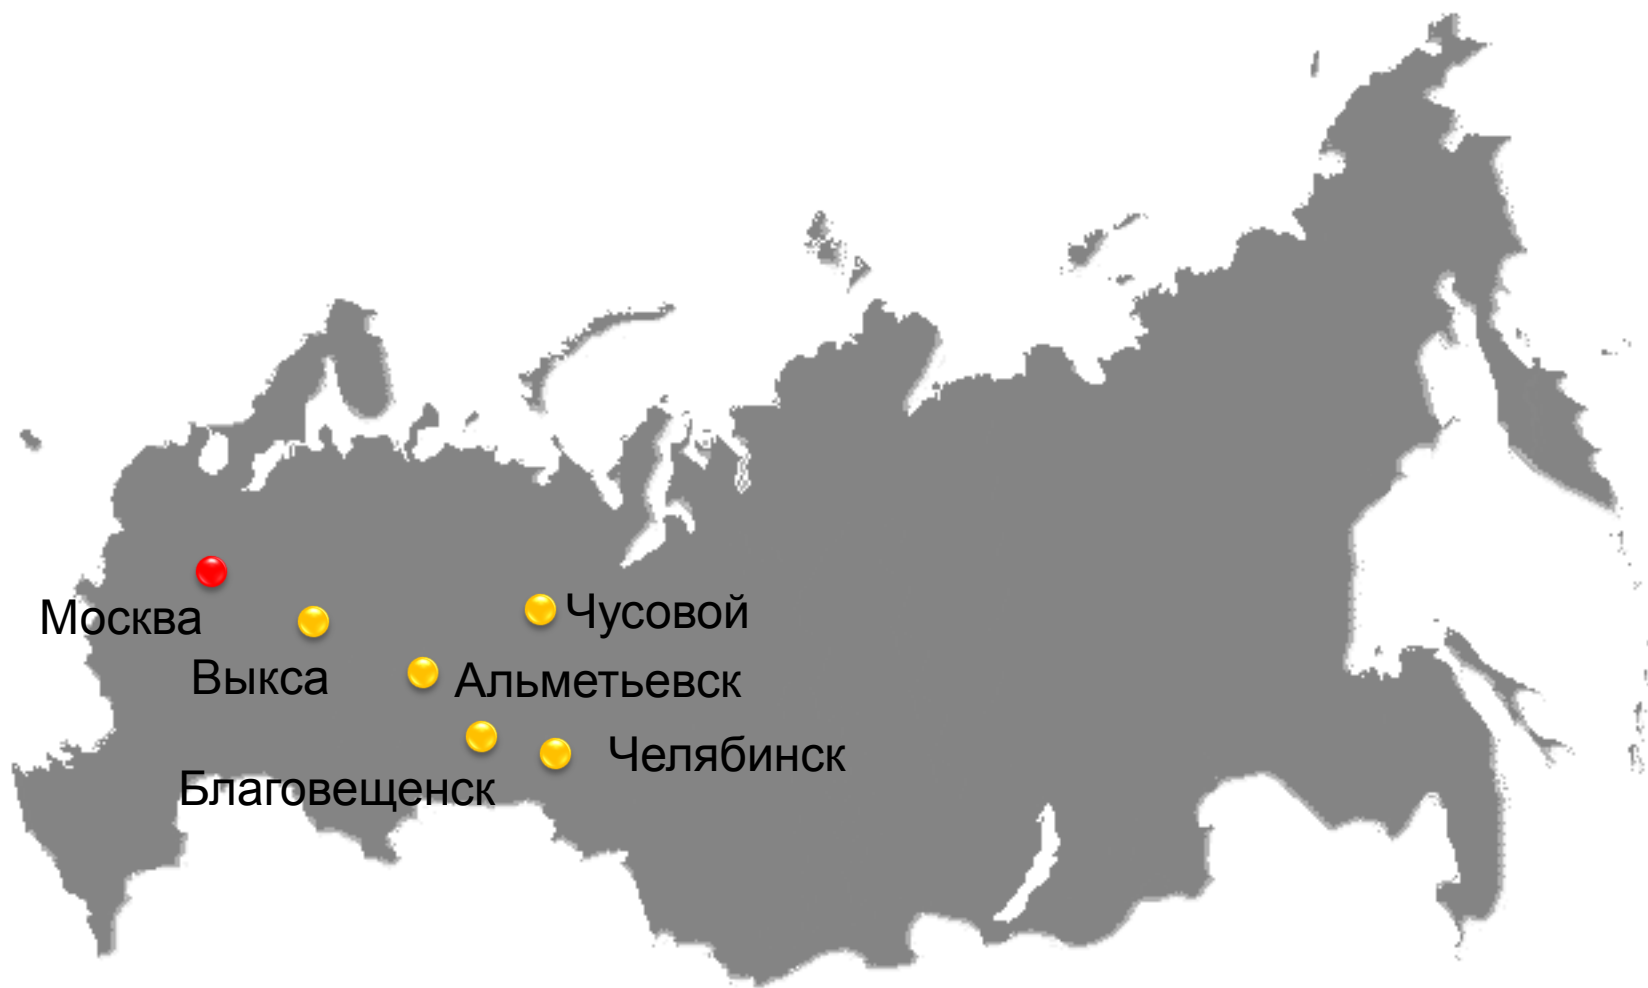 Чусовой
Москва
Выкса
Альметьевск
Челябинск
Благовещенск